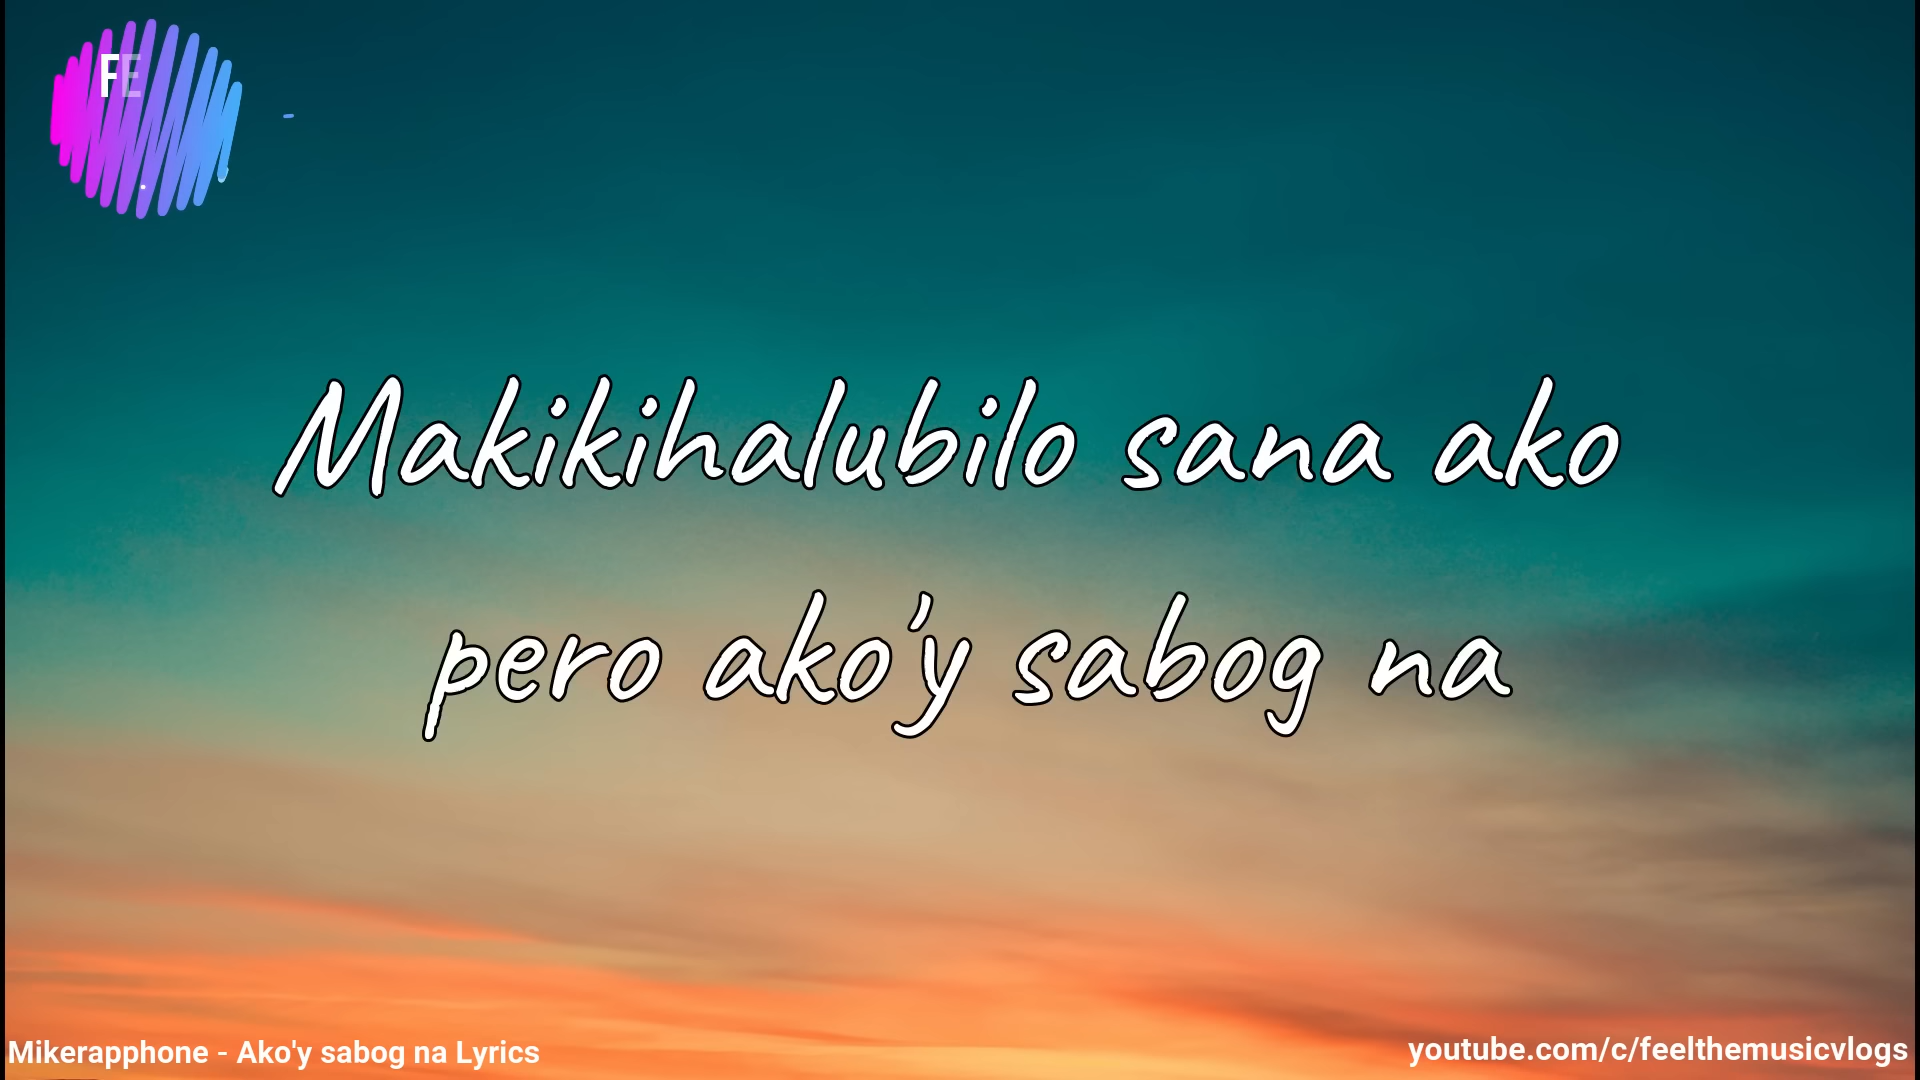 FE
Makikihalubilo sana ako
pero ako'y sabog na
Mikerapphone - Ako'y sabog na Lyrics
youtube.com/c/feelthemusicvlogs